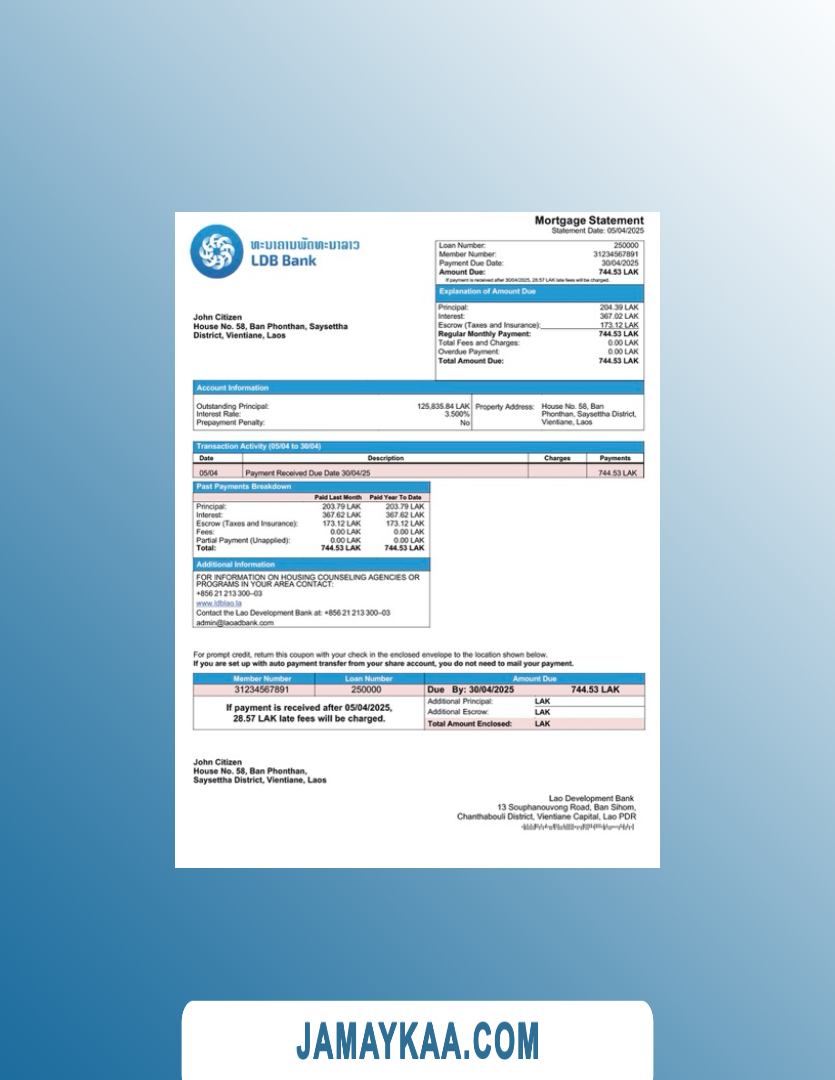 Mortgage Statement
Statement Date: 05/04/2025
ທະນາຄານພັດທະນາລາວ
LDB Bank
Loan Number: 250000
Member Number: 31234567891
Payment Due Date: 30/04/2025
Amount Due: 744.53 LAK
If payment is received after 30/04/2025, 28.57 LAK late fees will be charged.
Explanation of Amount Due
Principal: 204.39 LAK
Interest: 367.02 LAK
Escrow (Taxes and Insurance): 173.12 LAK
Regular Monthly Payment: 744.53 LAK
Total Fees and Charges: 0.00 LAK
Overdue Payment: 0.00 LAK
Total Amount Due: 744.53 LAK
John Citizen
House No. 58, Ban Phonthan, Saysettha
District, Vientiane, Laos
Account Information
Outstanding Principal: 125,835.84 LAK
Interest Rate: 3.500%
Prepayment Penalty: No
Property Address: House No. 58, Ban
Phonthan, Saysettha District,
Vientiane, Laos
Transaction Activity (05/04 to 30/04)
Date Description Charges Payments
05/04 Payment Received Due Date 30/04/25 744.53 LAK
Past Payments Breakdown
Paid Last Month Paid Year To Date
Principal: 203.79 LAK 203.79 LAK
Interest: 367.62 LAK 367.62 LAK
Escrow (Taxes and Insurance): 173.12 LAK 173.12 LAK
Fees: 0.00 LAK 0.00 LAK
Partial Payment (Unapplied): 0.00 LAK 0.00 LAK
Total: 744.53 LAK 744.53 LAK
Additional Information
FOR INFORMATION ON HOUSING COUNSELING AGENCIES OR
PROGRAMS IN YOUR AREA CONTACT:
+856 21 213 300–03
www.ldblao.la
Contact the Lao Development Bank at: +856 21 213 300–03
admin@laoadbank.com
For prompt credit, return this coupon with your check in the enclosed envelope to the location shown below.
If you are set up with auto payment transfer from your share account, you do not need to mail your payment.
Member Number Loan Number Amount Due
31234567891 250000 Due By: 30/04/2025 744.53 LAK
If payment is received after 05/04/2025,
28.57 LAK late fees will be charged.
Additional Principal: LAK
Additional Escrow: LAK
Total Amount Enclosed: LAK
John Citizen
House No. 58, Ban Phonthan,
Saysettha District, Vientiane, Laos
Lao Development Bank
13 Souphanouvong Road, Ban Sihom,
Chanthabouli District, Vientiane Capital, Lao PDR
JAMAYKAA.COM